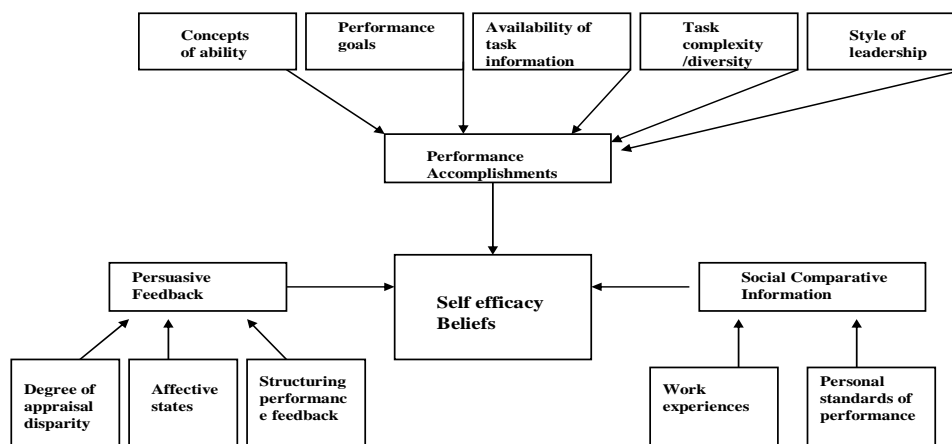 Concepts
of ability
Performance
goals
Availability of
task
information
Task
complexity
/diversity
Style of
leadership
Performance
Accomplishments
Persuasive
Feedback
Self efficacy
Beliefs
Social Comparative
Information
Degree of
appraisal
disparity
Affective
states
Structuring
performanc
e feedback
Work
experiences
Personal
standards of
performance